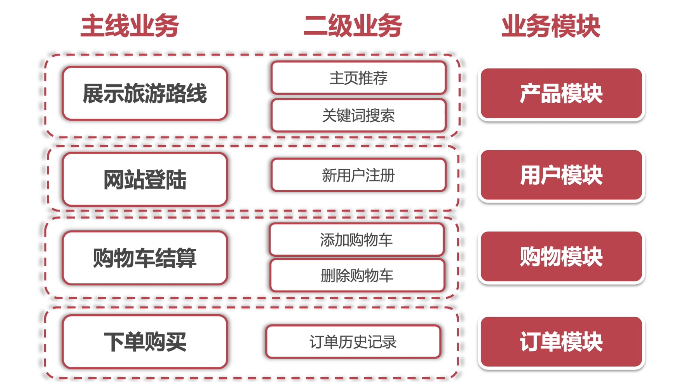 主线业务 二级业务 业务模块
展示旅游路线
主页推荐
关键词搜索
产品模块
网站登陆
新用户注册
用户模块
购物车结算
添加购物车
删除购物车
购物模块
下单购买
订单历史记录
订单模块